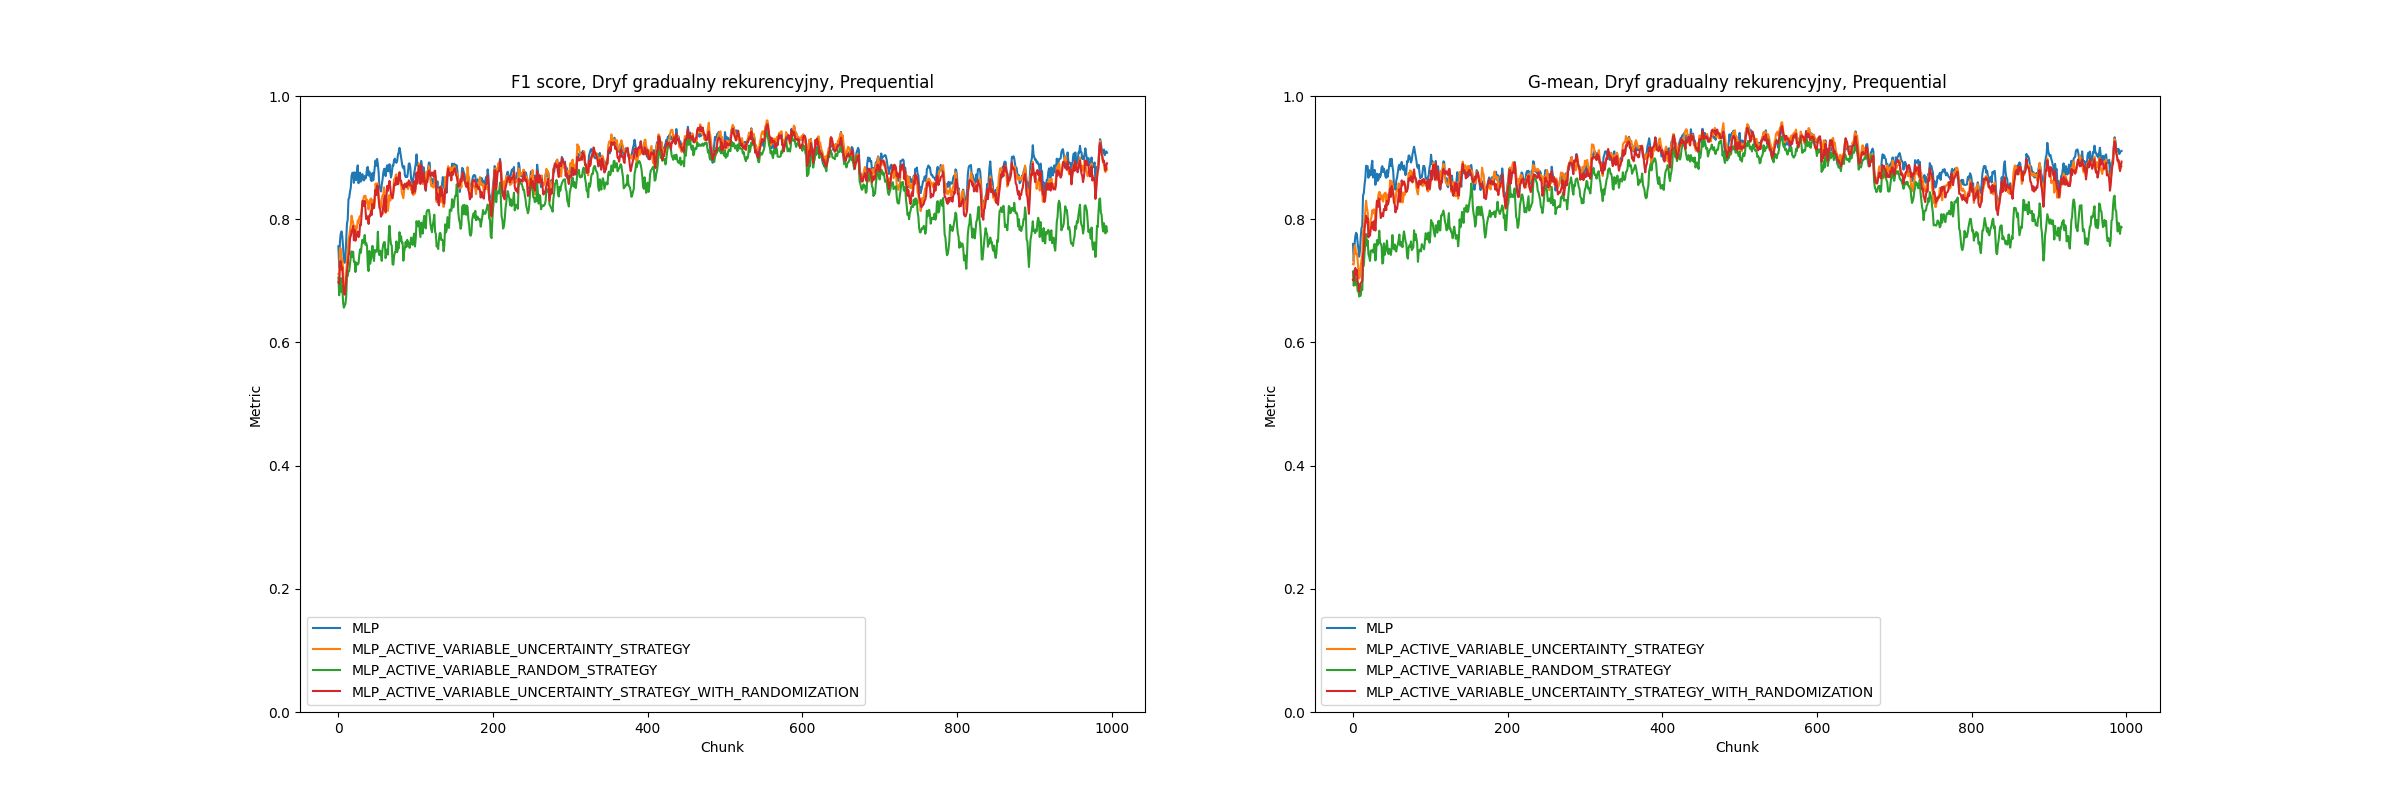 F1 score, Dryf gradualny rekurencyjny, Prequential
1.0
0.8
0.6
0.4
0.2
0.0
Metric
0 200 400 600 800 1000
Chunk
MLP
MLP_ACTIVE_VARIABLE_UNCERTAINTY_STRATEGY
MLP_ACTIVE_VARIABLE_RANDOM_STRATEGY
MLP_ACTIVE_VARIABLE_UNCERTAINTY_STRATEGY_WITH_RANDOMIZATION
G-mean, Dryf gradualny rekurencyjny, Prequential
1.0
0.8
0.6
0.4
0.2
0.0
Metric
0 200 400 600 800 1000
Chunk
MLP
MLP_ACTIVE_VARIABLE_UNCERTAINTY_STRATEGY
MLP_ACTIVE_VARIABLE_RANDOM_STRATEGY
MLP_ACTIVE_VARIABLE_UNCERTAINTY_STRATEGY_WITH_RANDOMIZATION